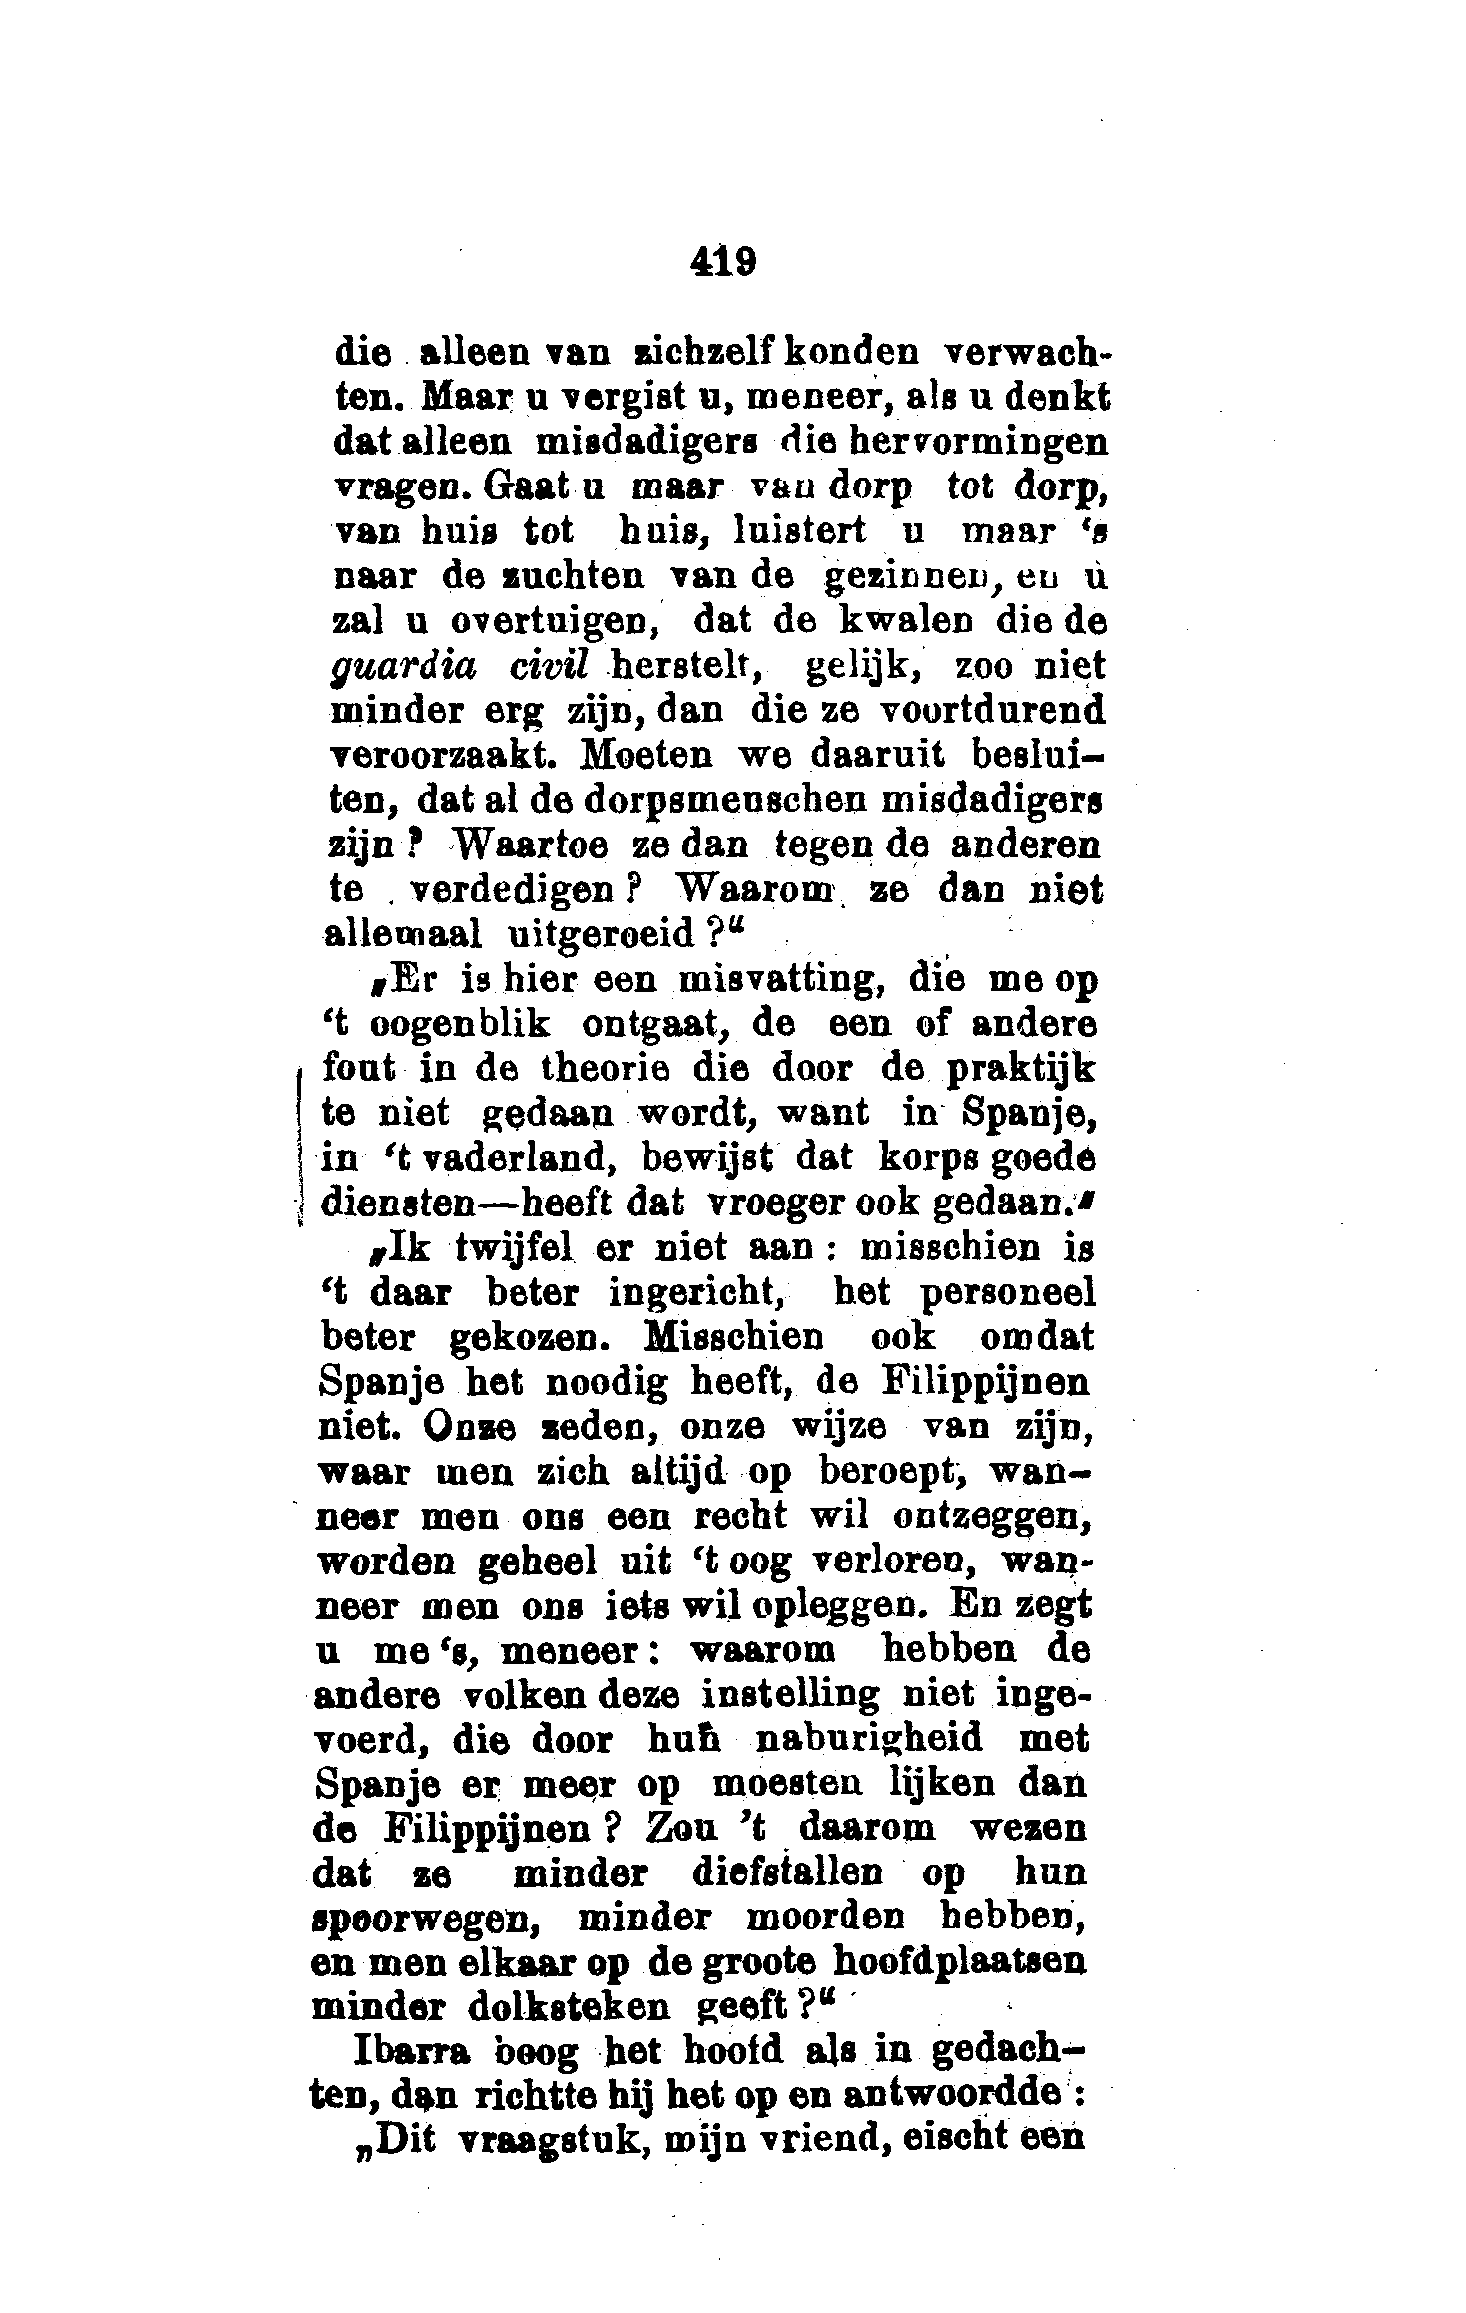 419
die alleen van zichzelf konden verwach-
ten. Maar u vergist u, meneer, als u denkt
dat alleen misdadigers die hervormingen
vragen. Gaat u maar van dorp tot dorp,
van huis tot huis, luistert u maar ‘s
naar de zuchten van de gezinnen, en u
zal u overtuigen, dat de kwalen die de
guardia civil herstelt, gelijk, zoo niet
minder erg zijn, dan die ze voortdurend
veroorzaakt. Moeten we daaruit beslui-
ten, dat al de dorpsmenschen misdadigers
zijn? Waartoe ze dan tegen de anderen
te verdedigen? Waarom ze dan niet
allemaal uitgeroeid?“
„Er is hier een misvatting, die me op
‘t oogenblik ontgaat, de een of andere
fout in de theorie die door de praktijk
te niet gedaan wordt, want in Spanje,
in ‘t vaderland, bewijst dat korps goede
diensten—heeft dat vroeger ook gedaan.“
„Ik twijfel er niet aan: misschien is
‘t daar beter ingericht, het personeel
beter gekozen. Misschien ook omdat
Spanje het noodig heeft, de Filippijnen
niet. Onze zeden, onze wijze van zijn,
waar men zich altijd op beroept, wan-
neer men ons een recht wil ontzeggen,
worden geheel uit ‘t oog verloren, wan-
neer men ons iets wil opleggen. En zegt
u me ‘s, meneer: waarom hebben de
andere volken deze instelling niet inge-
voerd, die door hun naburigheid met
Spanje er meer op moesten lijken dan
de Filippijnen? Zou ’t daarom wezen
dat ze minder diefstallen op hun
spoorwegen, minder moorden hebben,
en men elkaar op de groote hoofdplaatsen
minder dolksteken geeft?“
Ibarra boog het hoofd als in gedach-
ten, dan richtte hij het op en antwoordde:
„Dit vraagstuk, mijn vriend, eischt een